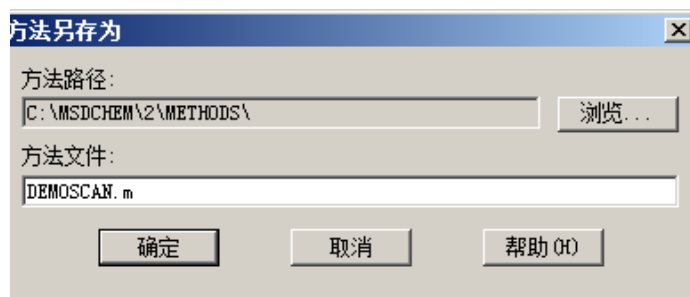 方法另存为
方法路径:
C:\MSDCHEM\2\METHODS\
浏览...
方法文件:
DEMOSCAN.m
确定 取消 帮助(H)